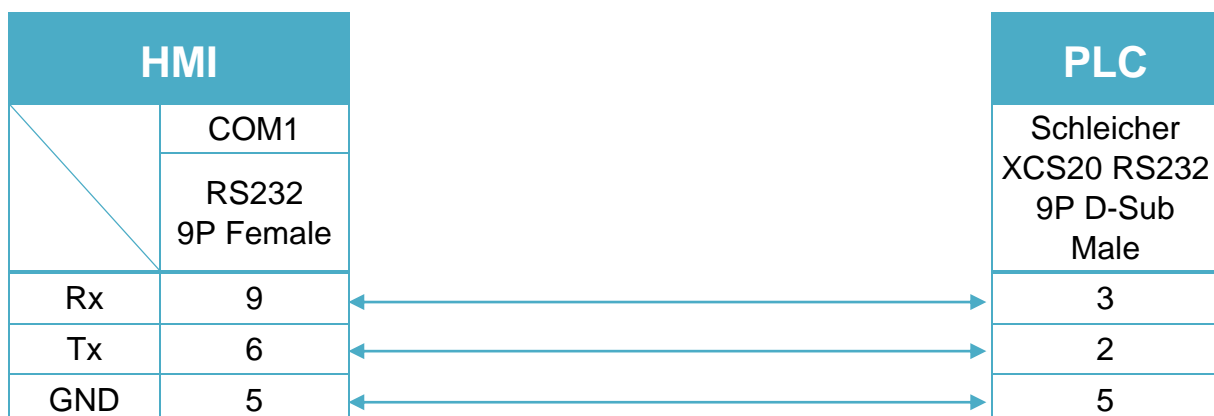 HMI
PLC
COM1
RS232
9P Female
Schleicher
XCS20 RS232
9P D-Sub
Male
Rx 9 3
Tx 6 2
GND 5 5